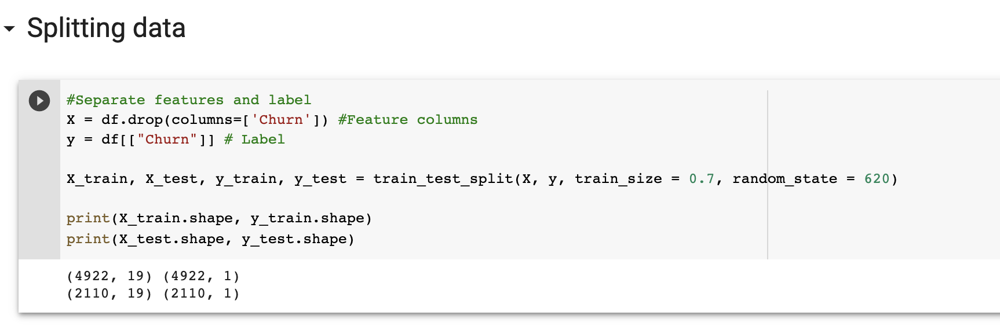 Splitting data
#Separate features and label
X = df.drop(columns=['Churn']) #Feature columns
y = df[["Churn"]] # Label
X_train, X_test, y_train, y_test = train_test_split(X, y, train_size = 0.7, random_state = 620)
print(X_train.shape, y_train.shape)
print(X_test.shape, y_test.shape)
(4922, 19) (4922, 1)
(2110, 19) (2110, 1)